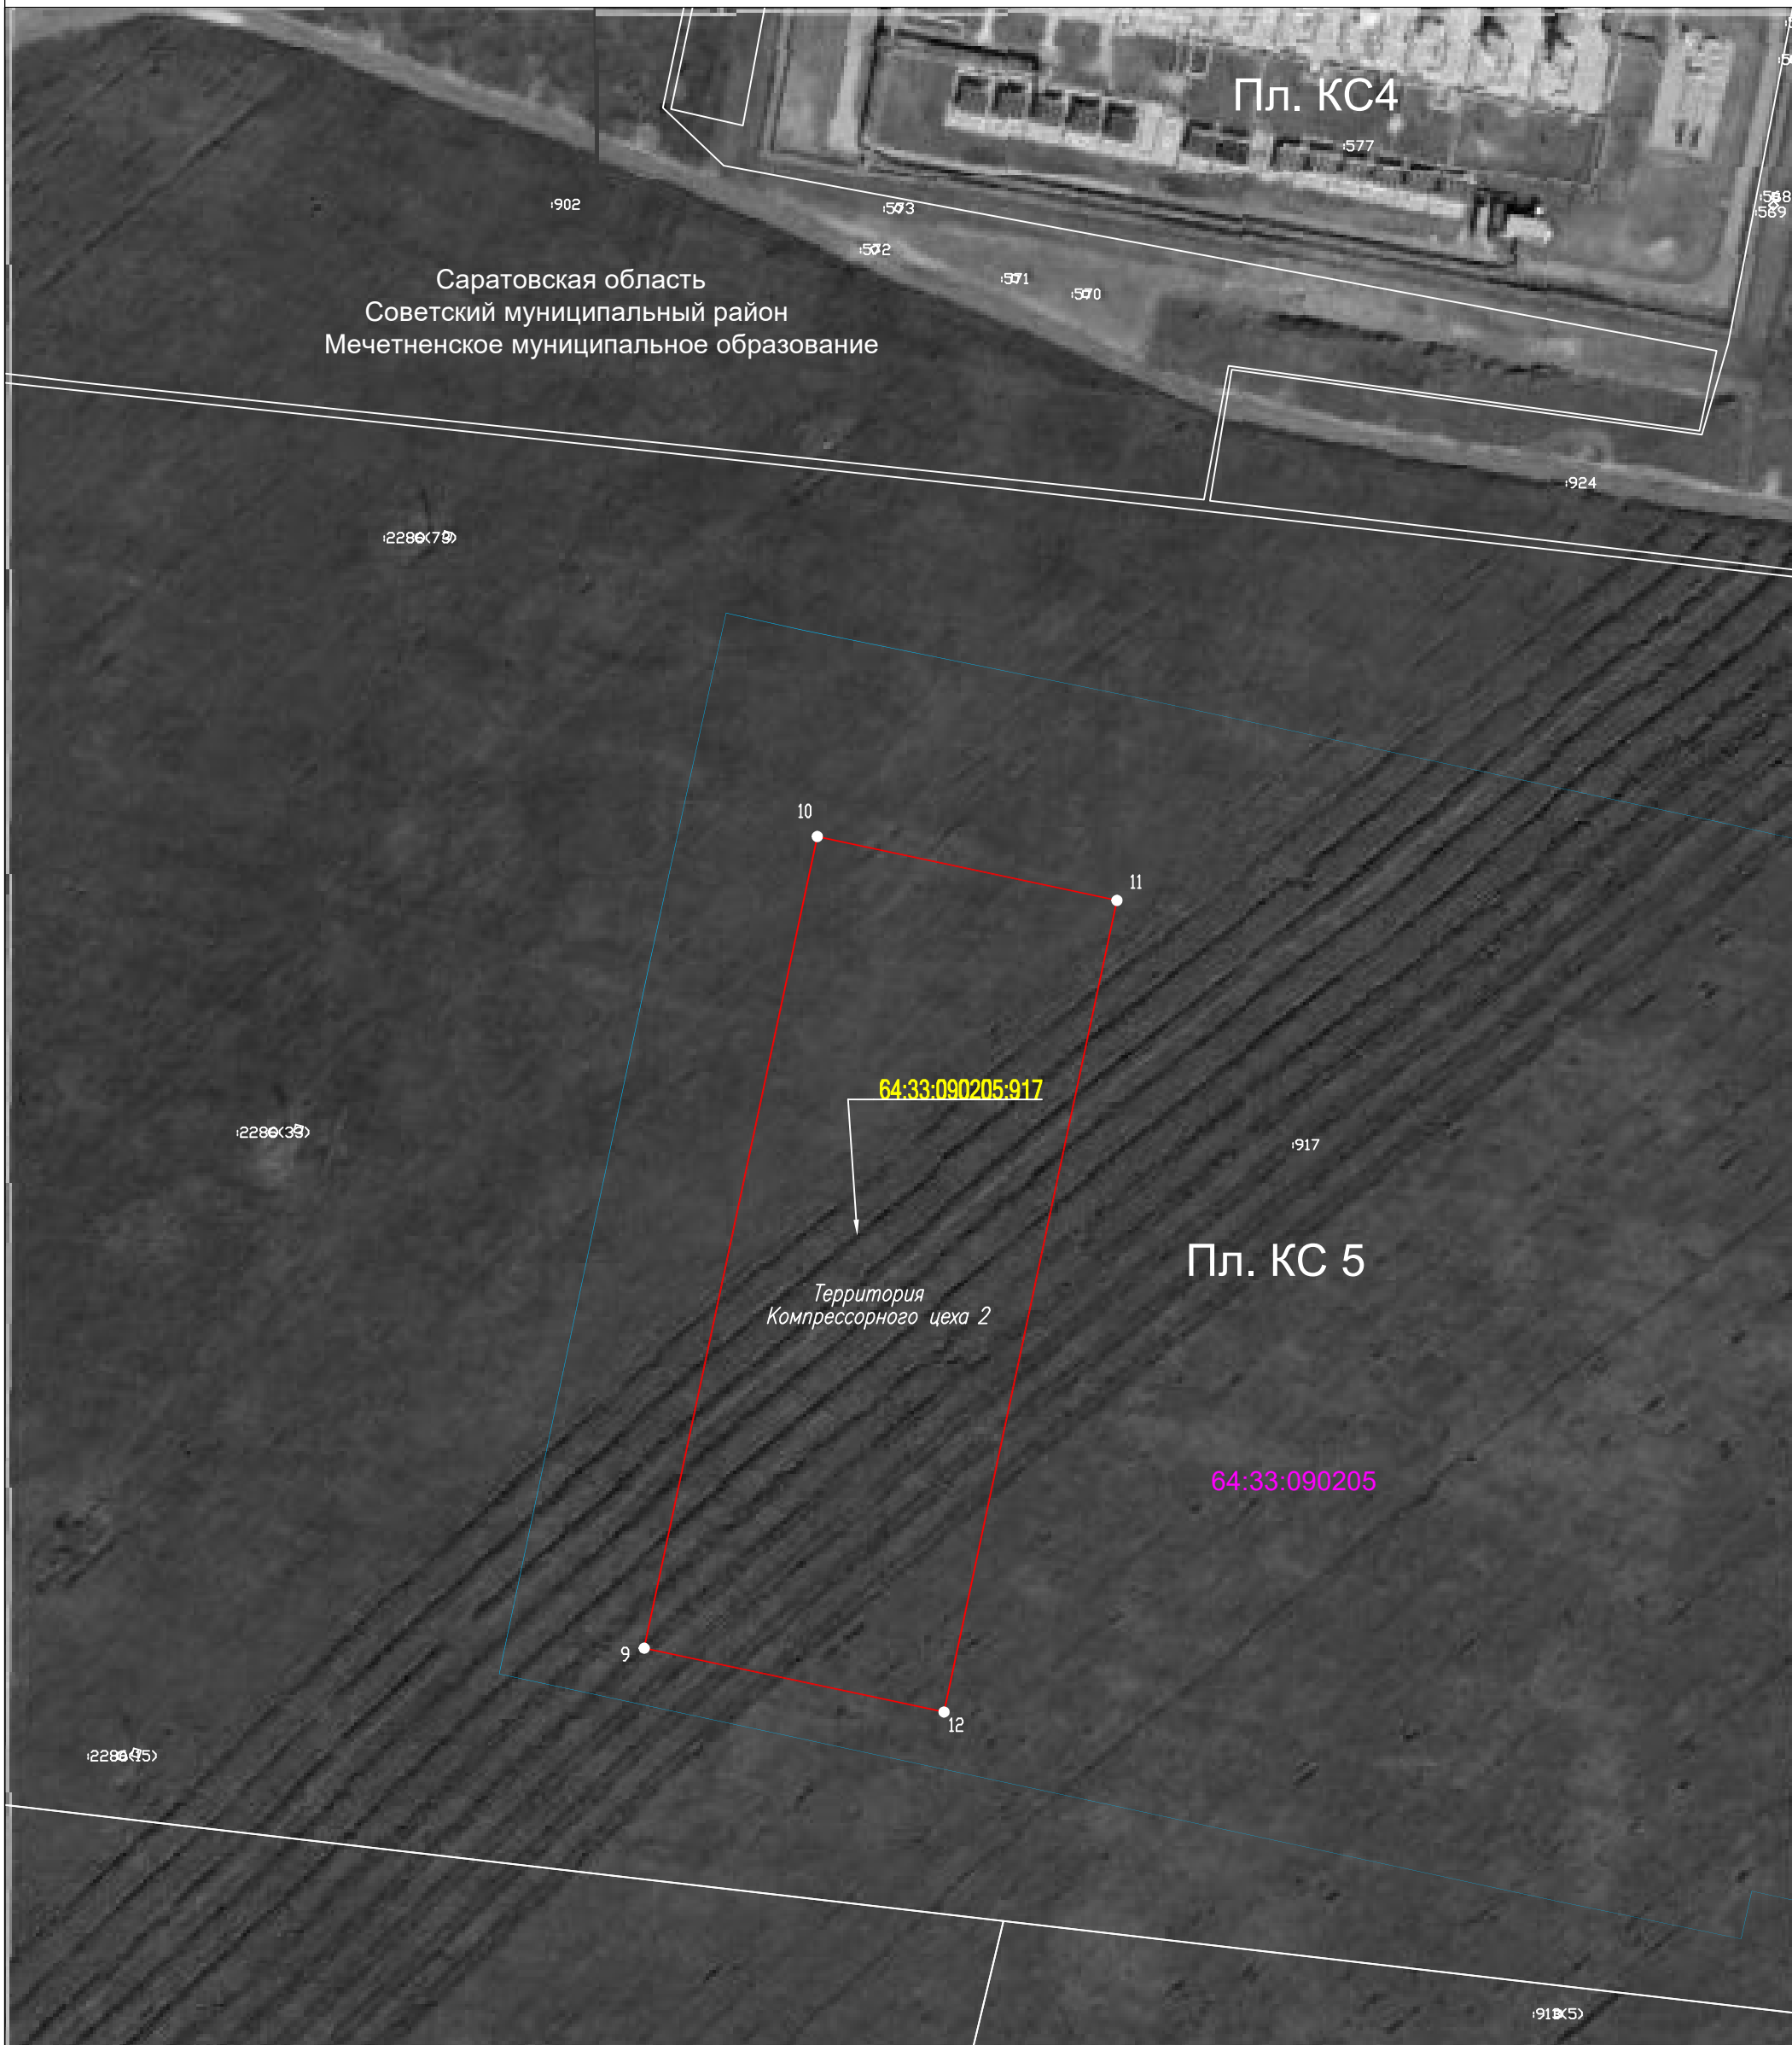 Пл. КС4
:577
:902
:573
:572
:571
:570
:569
Саратовская область
Советский муниципальный район
Мечетненское муниципальное образование
:924
10
11
64:33:090205:917
:917
Пл. КС 5
Территория
Компрессорного цеха 2
64:33:090205
9
12